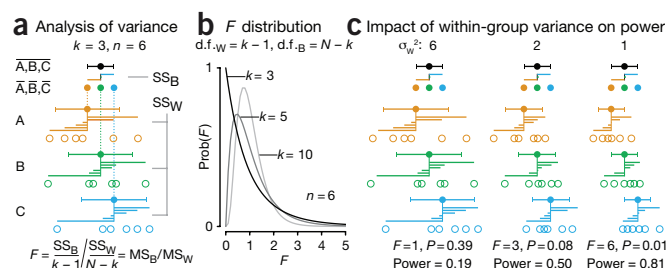 a Analysis of variance
k = 3, n = 6
A,B,C
A,B,C
SSB
SSW
A
B
C
F = SSB/k − 1 / SSW/N − k = MSB/MSW
b F distribution
d.f.W = k − 1, d.f.B = N − k
1
k = 3
k = 5
k = 10
n = 6
Prob(F)
0
0 1 2 3 4 5
F
c Impact of within-group variance on power
σW²: 6 2 1
F = 1, P = 0.39 F = 3, P = 0.08 F = 6, P = 0.01
Power = 0.19 Power = 0.50 Power = 0.81